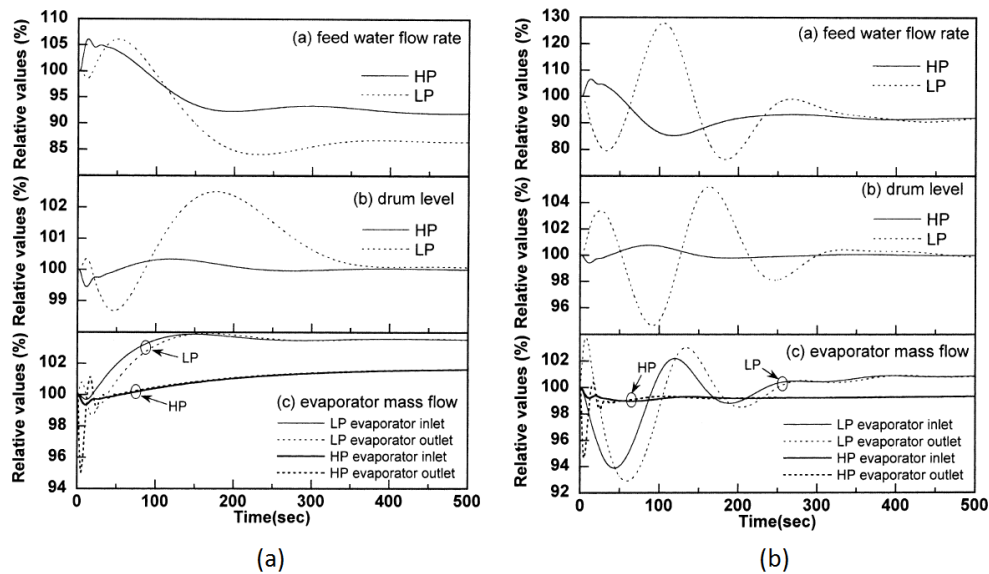 110
105
100
95
90
85
Relative values (%)
(a) feed water flow rate
HP
LP
102
101
100
99
Relative values (%)
(b) drum level
HP
LP
102
100
98
96
94
Relative values (%)
LP
HP
(c) evaporator mass flow
LP evaporator inlet
LP evaporator outlet
HP evaporator inlet
HP evaporator outlet
0 100 200 300 400 500
Time(sec)
(a)
130
120
110
100
90
80
Relative values (%)
(a) feed water flow rate
HP
LP
104
102
100
98
96
Relative values (%)
(b) drum level
HP
LP
102
100
98
96
94
92
Relative values (%)
(c) evaporator mass flow
HP
LP
LP evaporator inlet
LP evaporator outlet
HP evaporator inlet
HP evaporator outlet
0 100 200 300 400 500
Time(sec)
(b)